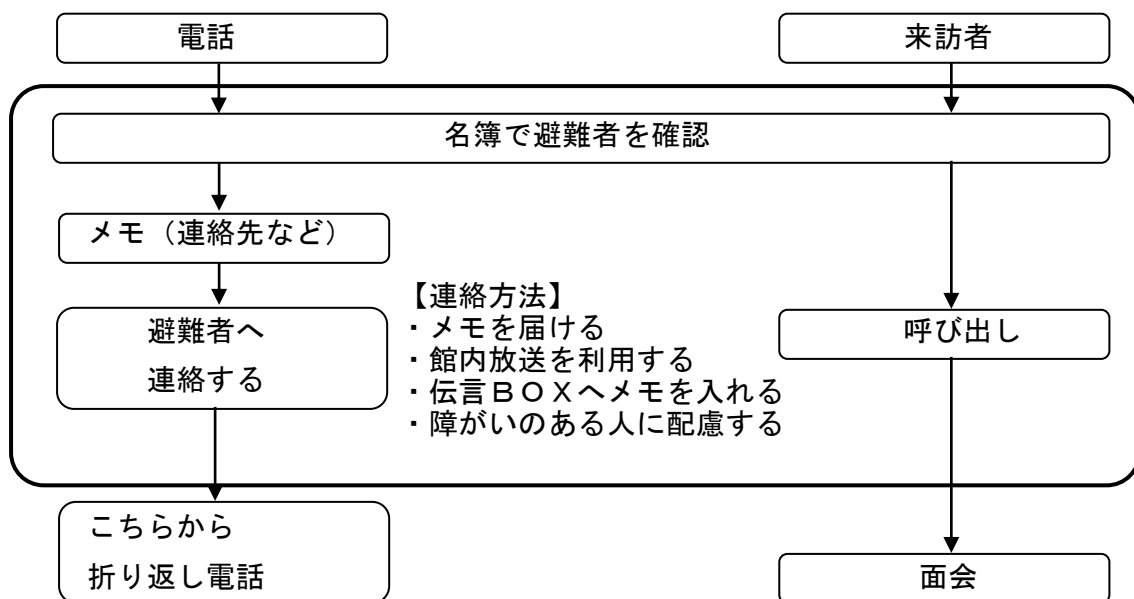 電話
来訪者
名簿で避難者を確認
メモ（連絡先など）
避難者へ
連絡する
【連絡方法】
・メモを届ける
・館内放送を利用する
・伝言ＢＯＸへメモを入れる
・障がいのある人に配慮する
呼び出し
こちらから
折り返し電話
面会